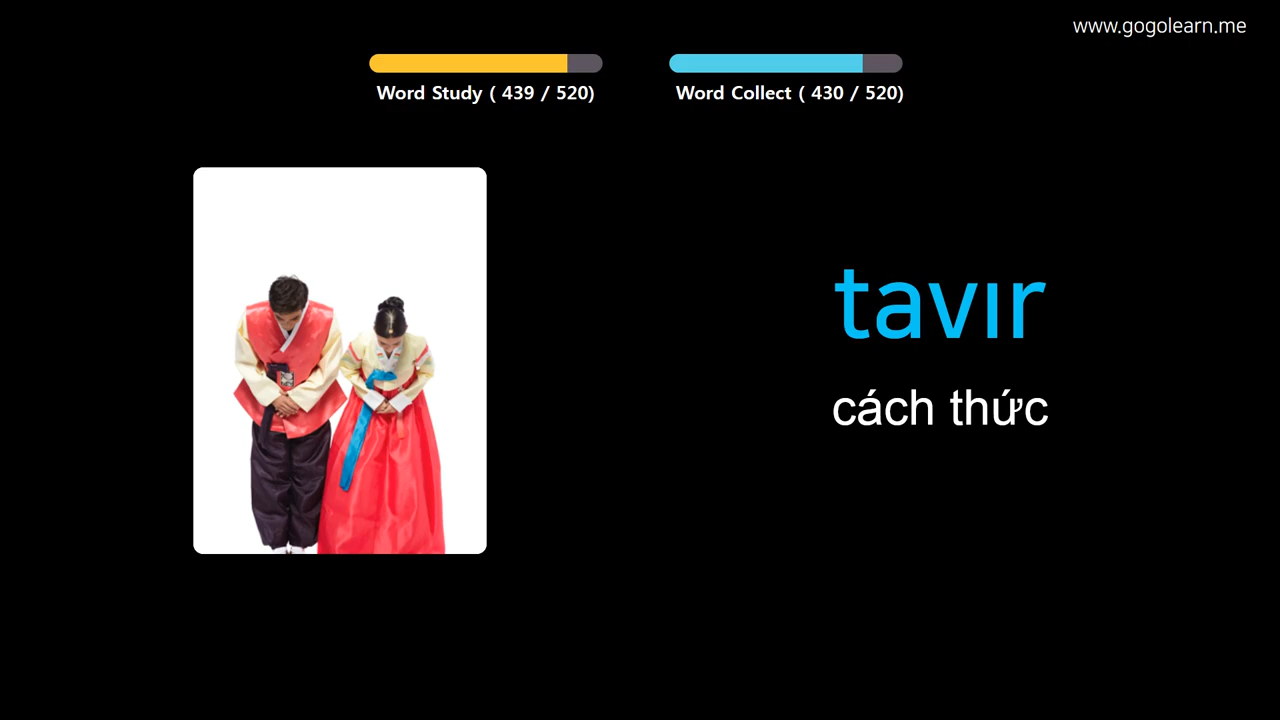 www.gogolearn.me
Word Study ( 439 / 520)
Word Collect ( 430 / 520)
tavır
cách thức